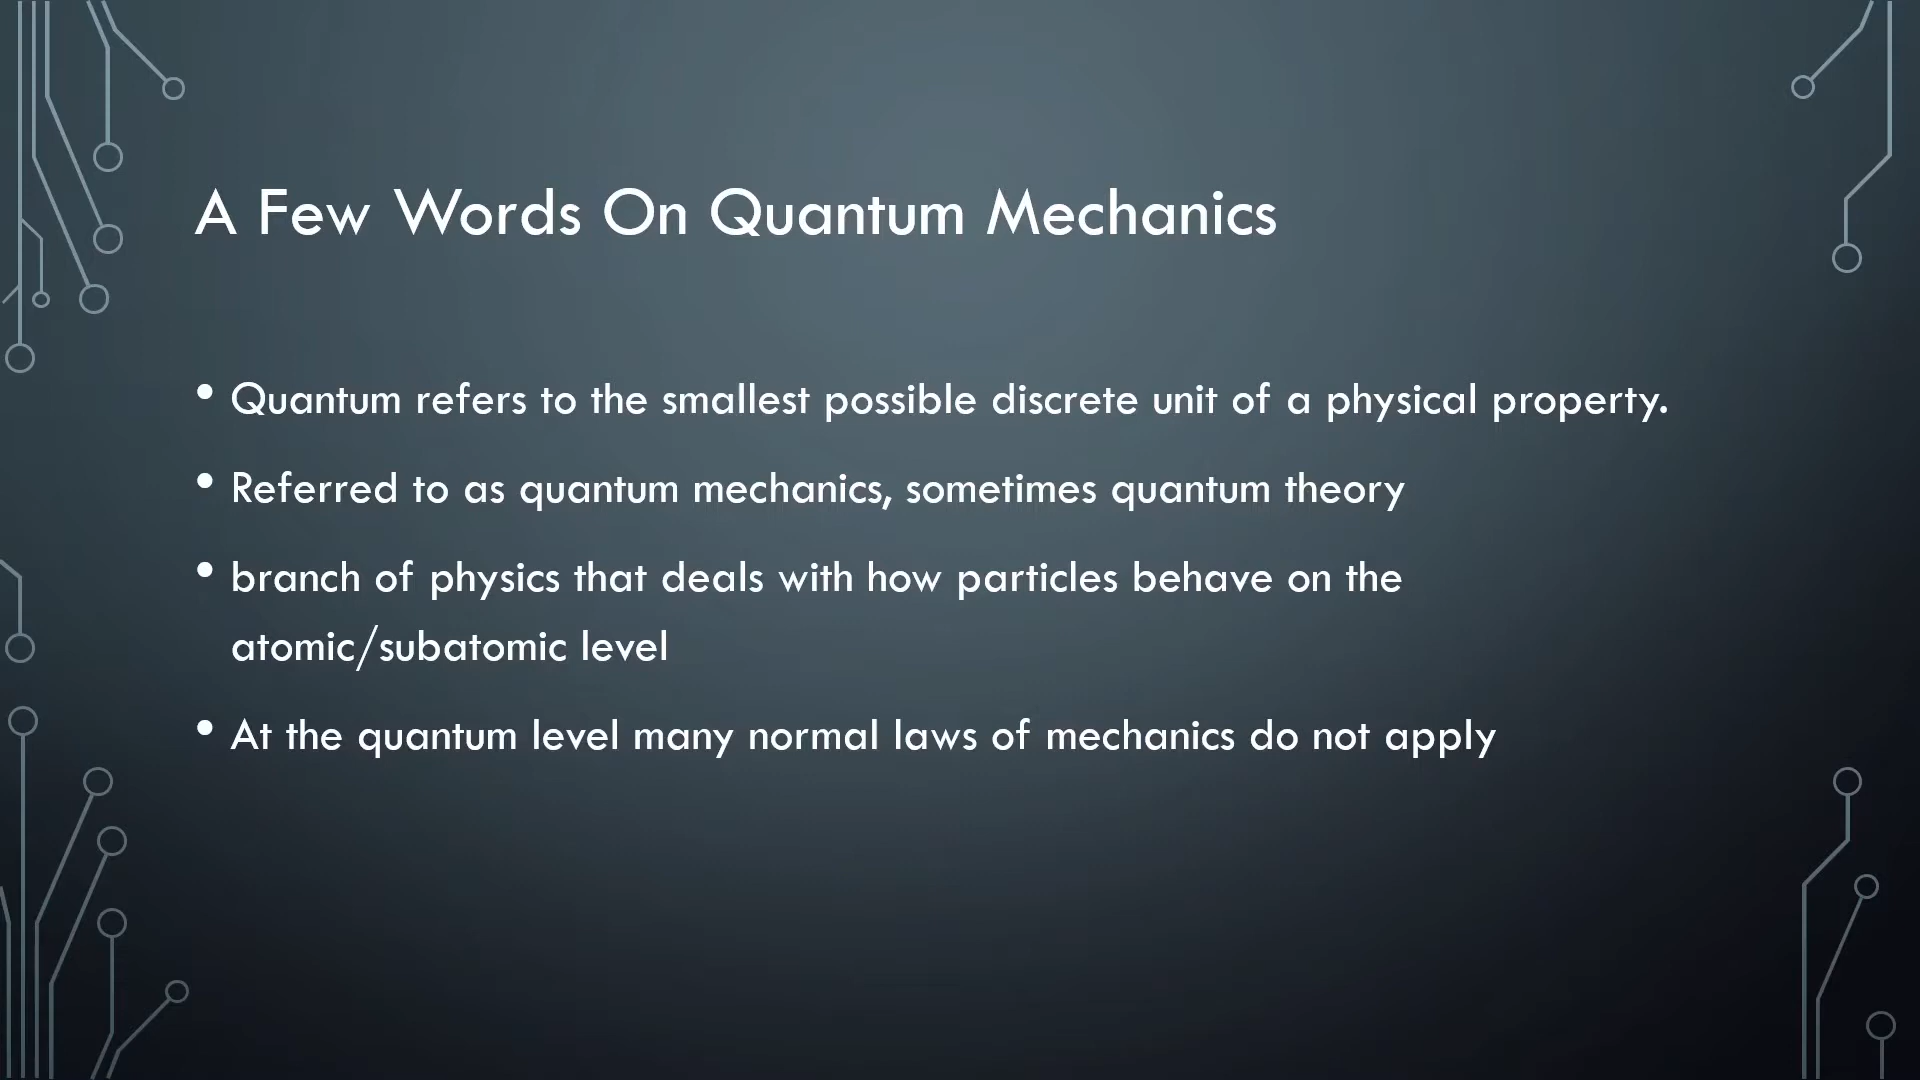 A Few Words On Quantum Mechanics
• Quantum refers to the smallest possible discrete unit of a physical property.
• Referred to as quantum mechanics, sometimes quantum theory
• branch of physics that deals with how particles behave on the
atomic/subatomic level
• At the quantum level many normal laws of mechanics do not apply